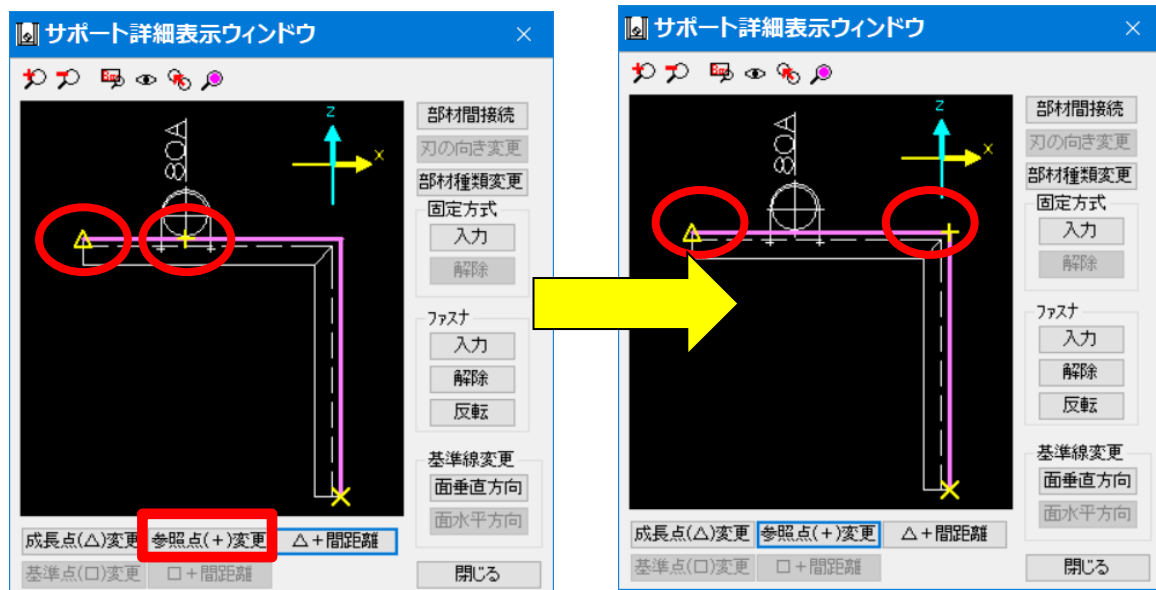 サポート詳細表示ウィンドウ
80A
Z
X
部材間接続
刃の向き変更
部材種類変更
固定方式
入力
解除
ファスナ
入力
解除
反転
基準線変更
面垂直方向
面水平方向
成長点(△)変更 参照点(+)変更 △+間距離
基準点(□)変更 □+間距離 閉じる
サポート詳細表示ウィンドウ
80A
Z
X
部材間接続
刃の向き変更
部材種類変更
固定方式
入力
解除
ファスナ
入力
解除
反転
基準線変更
面垂直方向
面水平方向
成長点(△)変更 参照点(+)変更 △+間距離
基準点(□)変更 □+間距離 閉じる